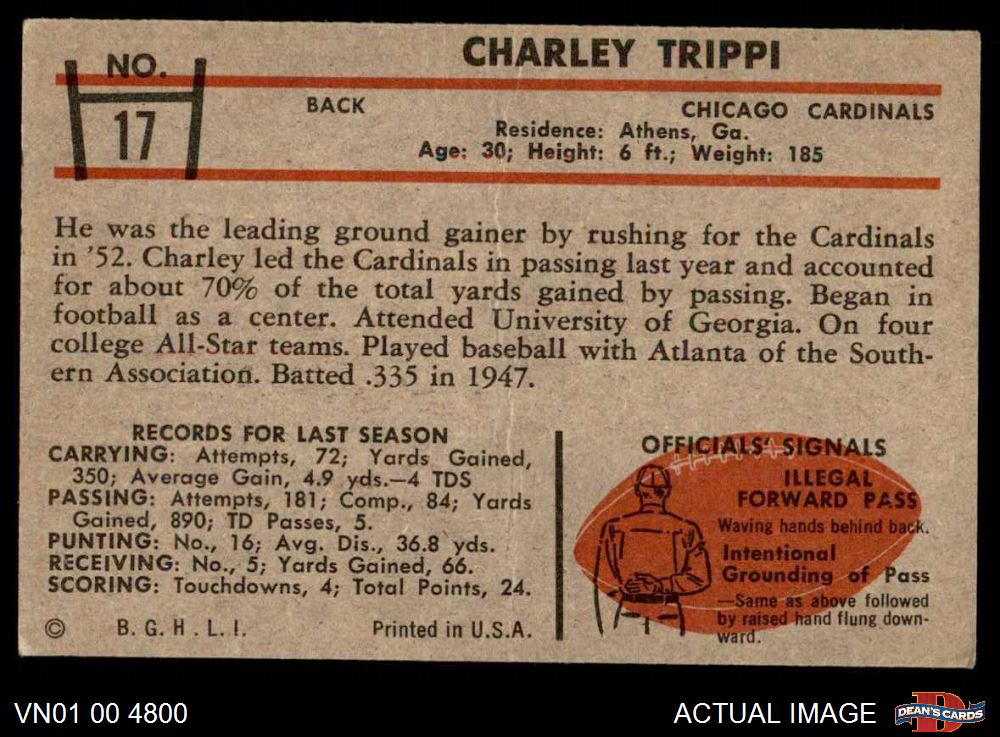 CHARLEY TRIPPI
NO.
17
BACK
CHICAGO CARDINALS
Residence: Athens, Ga.
Age: 30; Height: 6 ft.; Weight: 185
He was the leading ground gainer by rushing for the Cardinals
in '52. Charley led the Cardinals in passing last year and accounted
for about 70% of the total yards gained by passing. Began in
football as a center. Attended University of Georgia. On four
college All-Star teams. Played baseball with Atlanta of the South-
ern Association. Batted .335 in 1947.
RECORDS FOR LAST SEASON
CARRYING: Attempts, 72; Yards Gained,
350; Average Gain, 4.9 yds.—4 TDS
PASSING: Attempts, 181; Comp., 84; Yards
Gained, 890; TD Passes, 5.
PUNTING: No., 16; Avg. Dis., 36.8 yds.
RECEIVING: No., 5; Yards Gained, 66.
SCORING: Touchdowns, 4; Total Points, 24.
© B. G. H. L. I. Printed in U.S.A.
OFFICIALS' SIGNALS
ILLEGAL
FORWARD PASS
Waving hands behind back.
Intentional
Grounding of Pass
—Same as above followed
by raised hand flung down-
ward.
VN01 00 4800
ACTUAL IMAGE
D
DEAN'S CARDS